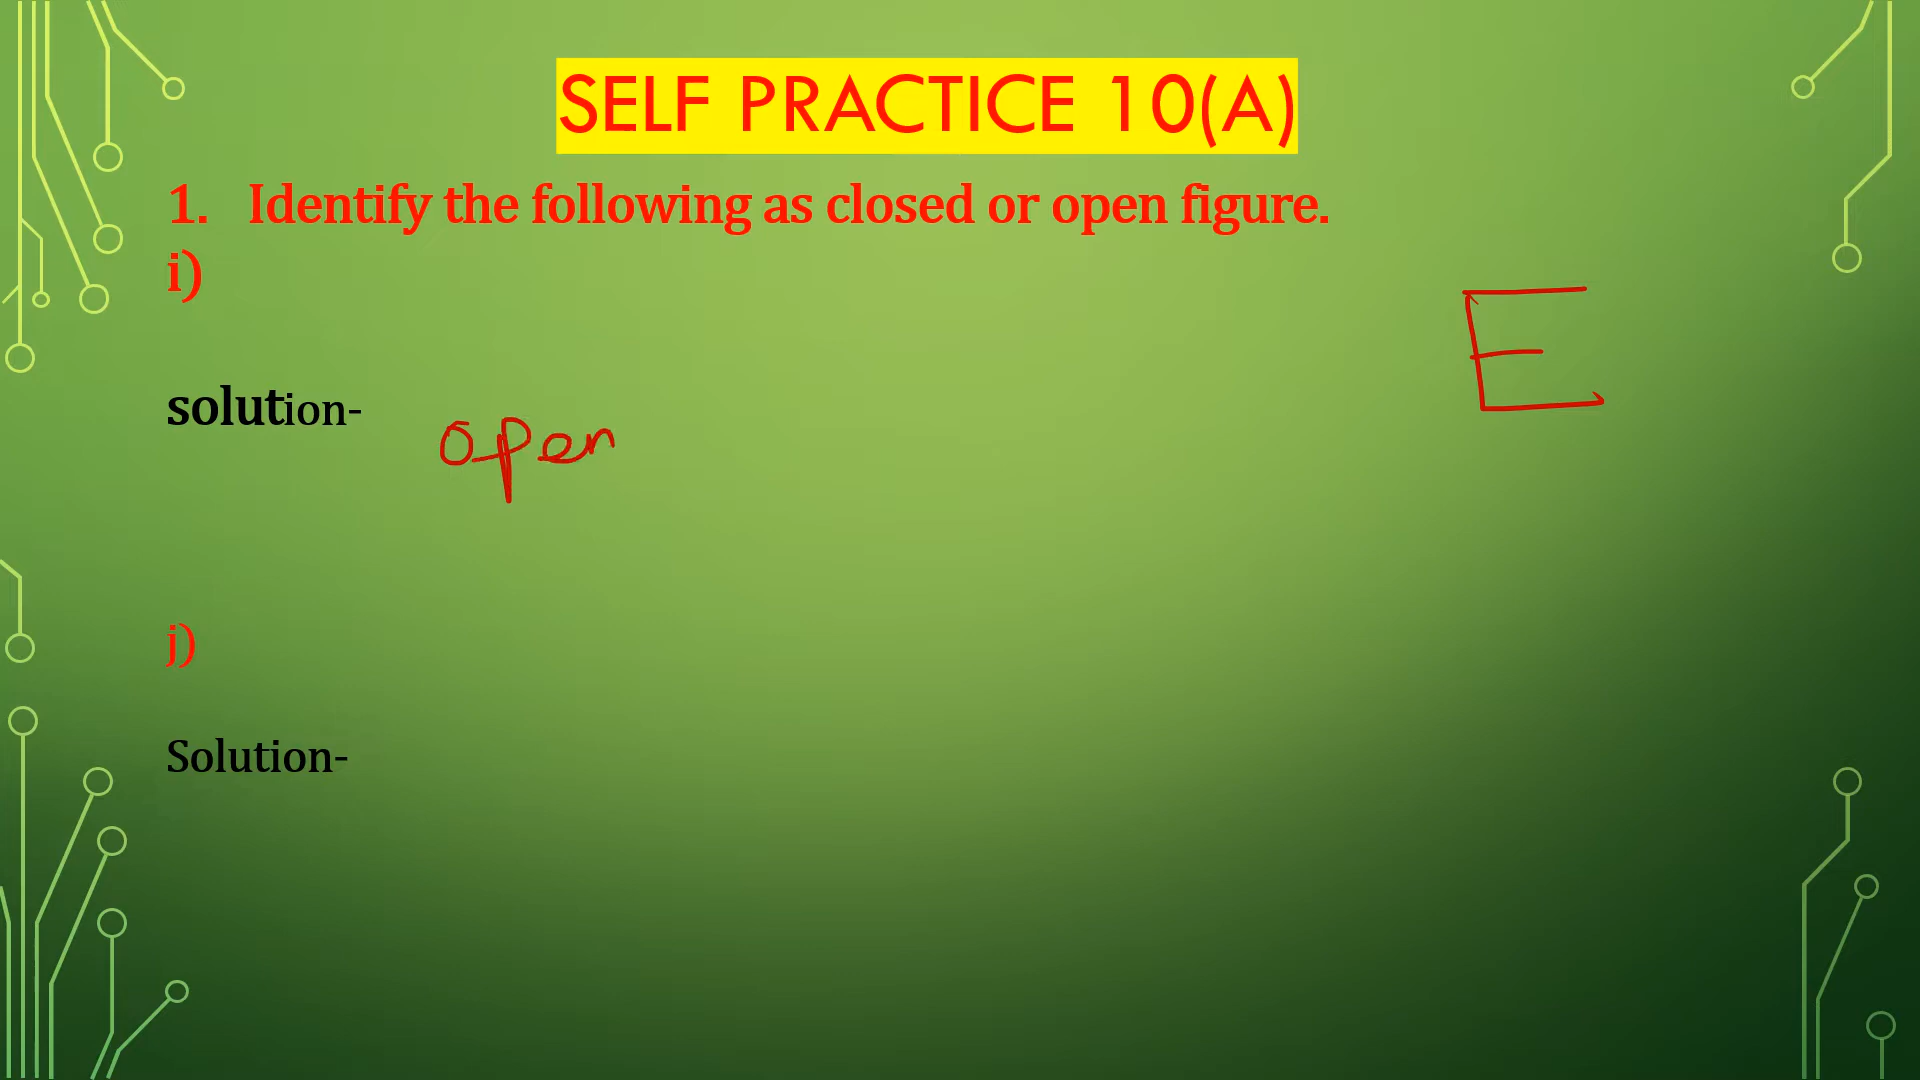 SELF PRACTICE 10(A)
1. Identify the following as closed or open figure.
i)
E
solution-
open
j)
Solution-